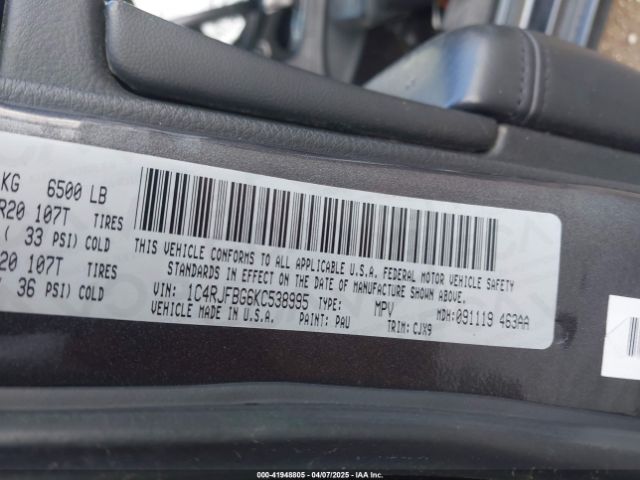 KG 6500 LB
R20 107T TIRES
( 33 PSI) COLD
20 107T TIRES
36 PSI) COLD
THIS VEHICLE CONFORMS TO ALL APPLICABLE U.S.A. FEDERAL MOTOR VEHICLE SAFETY
STANDARDS IN EFFECT ON THE DATE OF MANUFACTURE SHOWN ABOVE.
VIN: 1C4RJFBG6KC538995 TYPE: MPV MDH:091119 463AA
VEHICLE MADE IN U.S.A. PAINT: PAU TRIM: CJX9
000-41948805 - 04/07/2025 - IAA Inc.